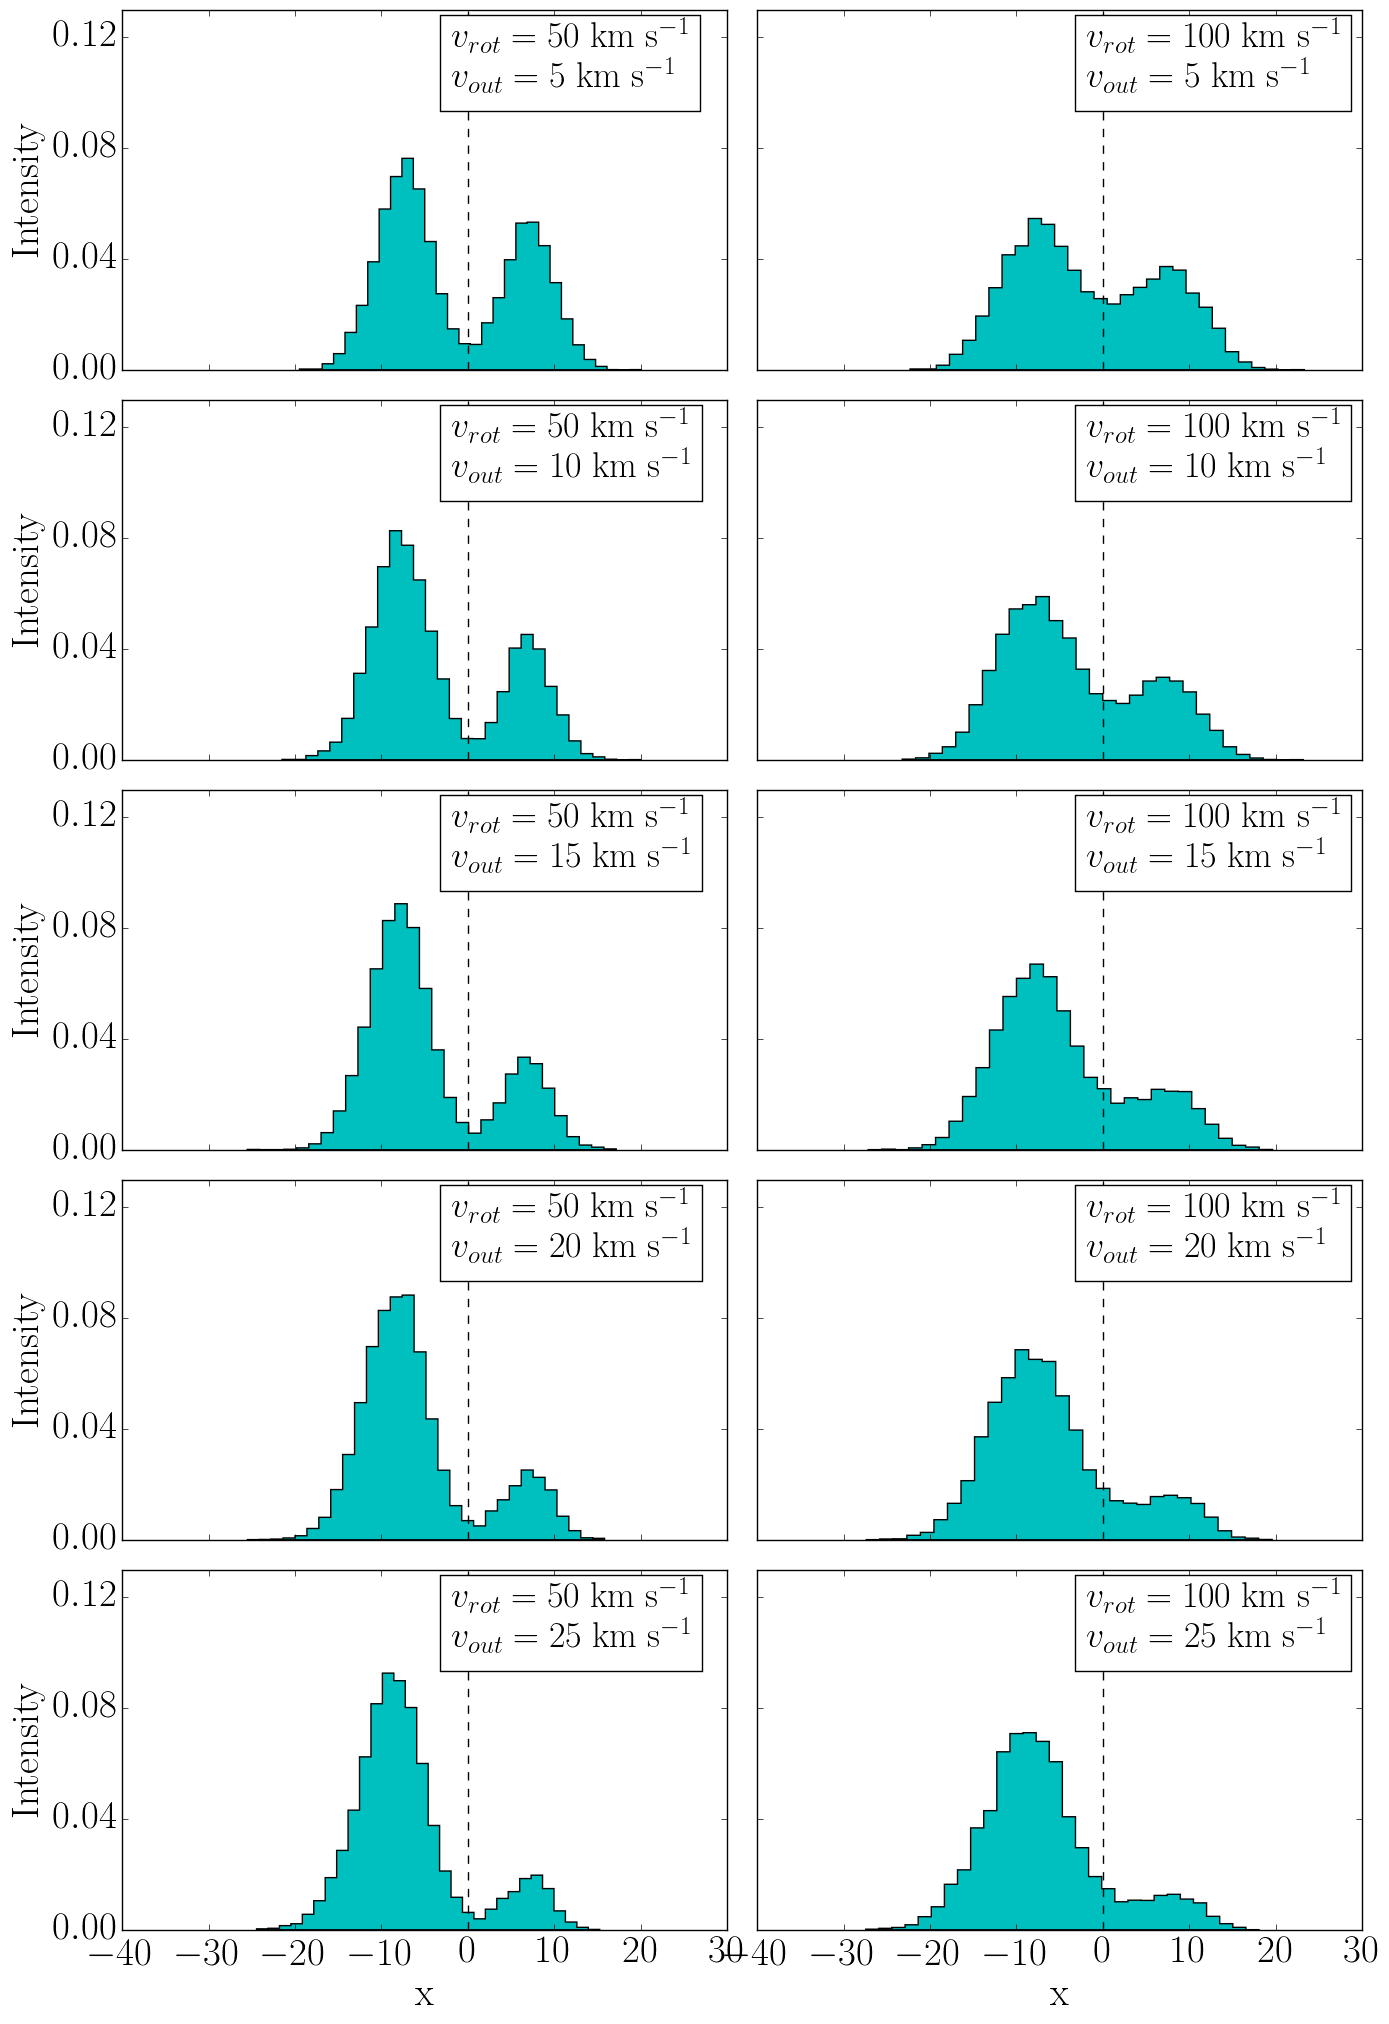 0.12
0.08
0.04
0.00
Intensity
v_rot = 50 km s⁻¹
v_out = 5 km s⁻¹
v_rot = 100 km s⁻¹
v_out = 5 km s⁻¹
0.12
0.08
0.04
0.00
Intensity
v_rot = 50 km s⁻¹
v_out = 10 km s⁻¹
v_rot = 100 km s⁻¹
v_out = 10 km s⁻¹
0.12
0.08
0.04
0.00
Intensity
v_rot = 50 km s⁻¹
v_out = 15 km s⁻¹
v_rot = 100 km s⁻¹
v_out = 15 km s⁻¹
0.12
0.08
0.04
0.00
Intensity
v_rot = 50 km s⁻¹
v_out = 20 km s⁻¹
v_rot = 100 km s⁻¹
v_out = 20 km s⁻¹
0.12
0.08
0.04
0.00
Intensity
v_rot = 50 km s⁻¹
v_out = 25 km s⁻¹
v_rot = 100 km s⁻¹
v_out = 25 km s⁻¹
−40 −30 −20 −10 0 10 20 30
x
−40 −30 −20 −10 0 10 20 30
x